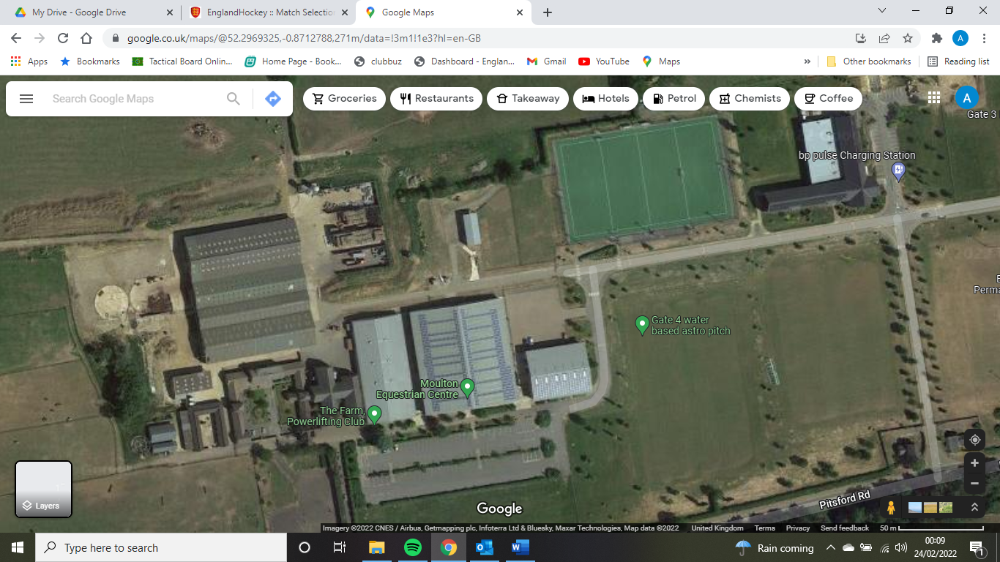 My Drive - Google Drive
EnglandHockey :: Match Selection
Google Maps
google.co.uk/maps/@52.2969325,-0.8712788,271m/data=!3m1!1e3?hl=en-GB
A
Apps
Bookmarks
Tactical Board Onlin...
Home Page - Book...
clubbuz
Dashboard - Englan...
Gmail
YouTube
Maps
»
Other bookmarks
Reading list
Search Google Maps
Groceries
Restaurants
Takeaway
Hotels
Petrol
Chemists
Coffee
A
Gate 3
bp pulse Charging Station
Perma
Gate 4 water
based astro pitch
Moulton
Equestrian Centre
The Farm,
Powerlifting Club
Layers
Google
Pitsford Rd
Imagery ©2022 CNES / Airbus, Getmapping plc, Infoterra Ltd & Bluesky, Maxar Technologies, Map data ©2022
United Kingdom
Terms
Privacy
Send feedback
50 m
Type here to search
Rain coming
00:09
24/02/2022
1